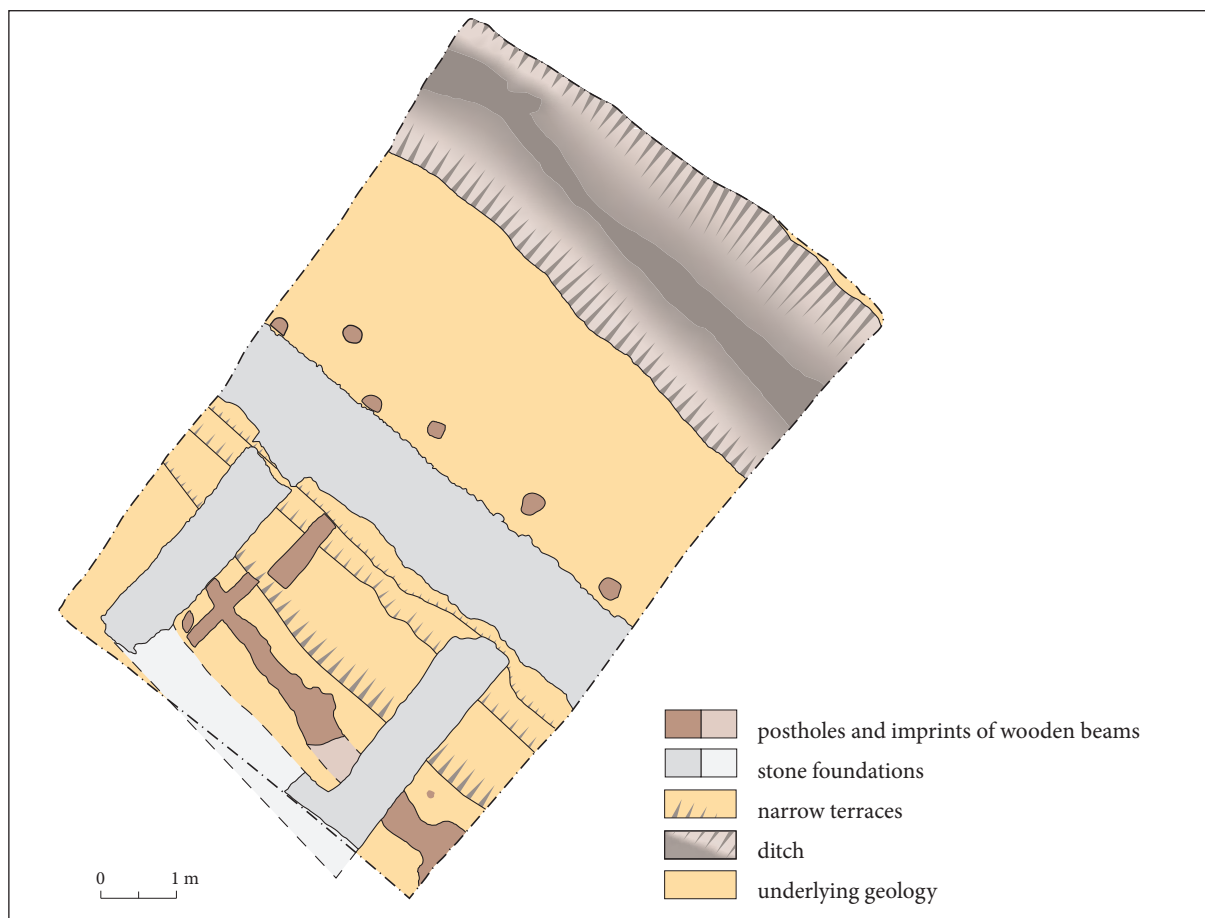 postholes and imprints of wooden beams
stone foundations
narrow terraces
ditch
underlying geology
0 1 m